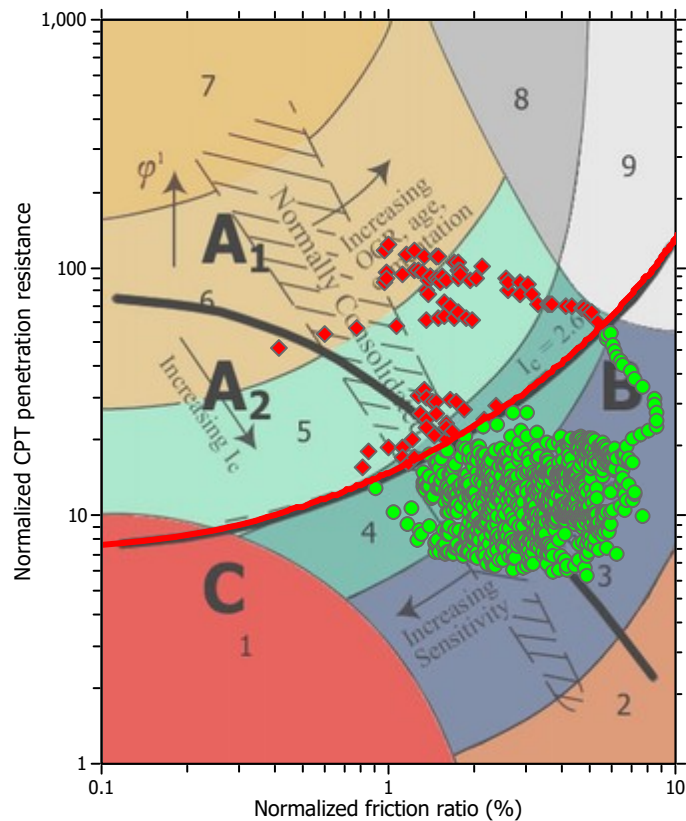 1,000
7
8
9
φ'
Increasing
OCR, age,
Normally Consolidated
A1
100
6
Ic = 2.6
A2
B
Increasing Ic
5
10
4
3
C
1
Increasing
Sensitivity
2
1
0.1
1
10
Normalized CPT penetration resistance
Normalized friction ratio (%)